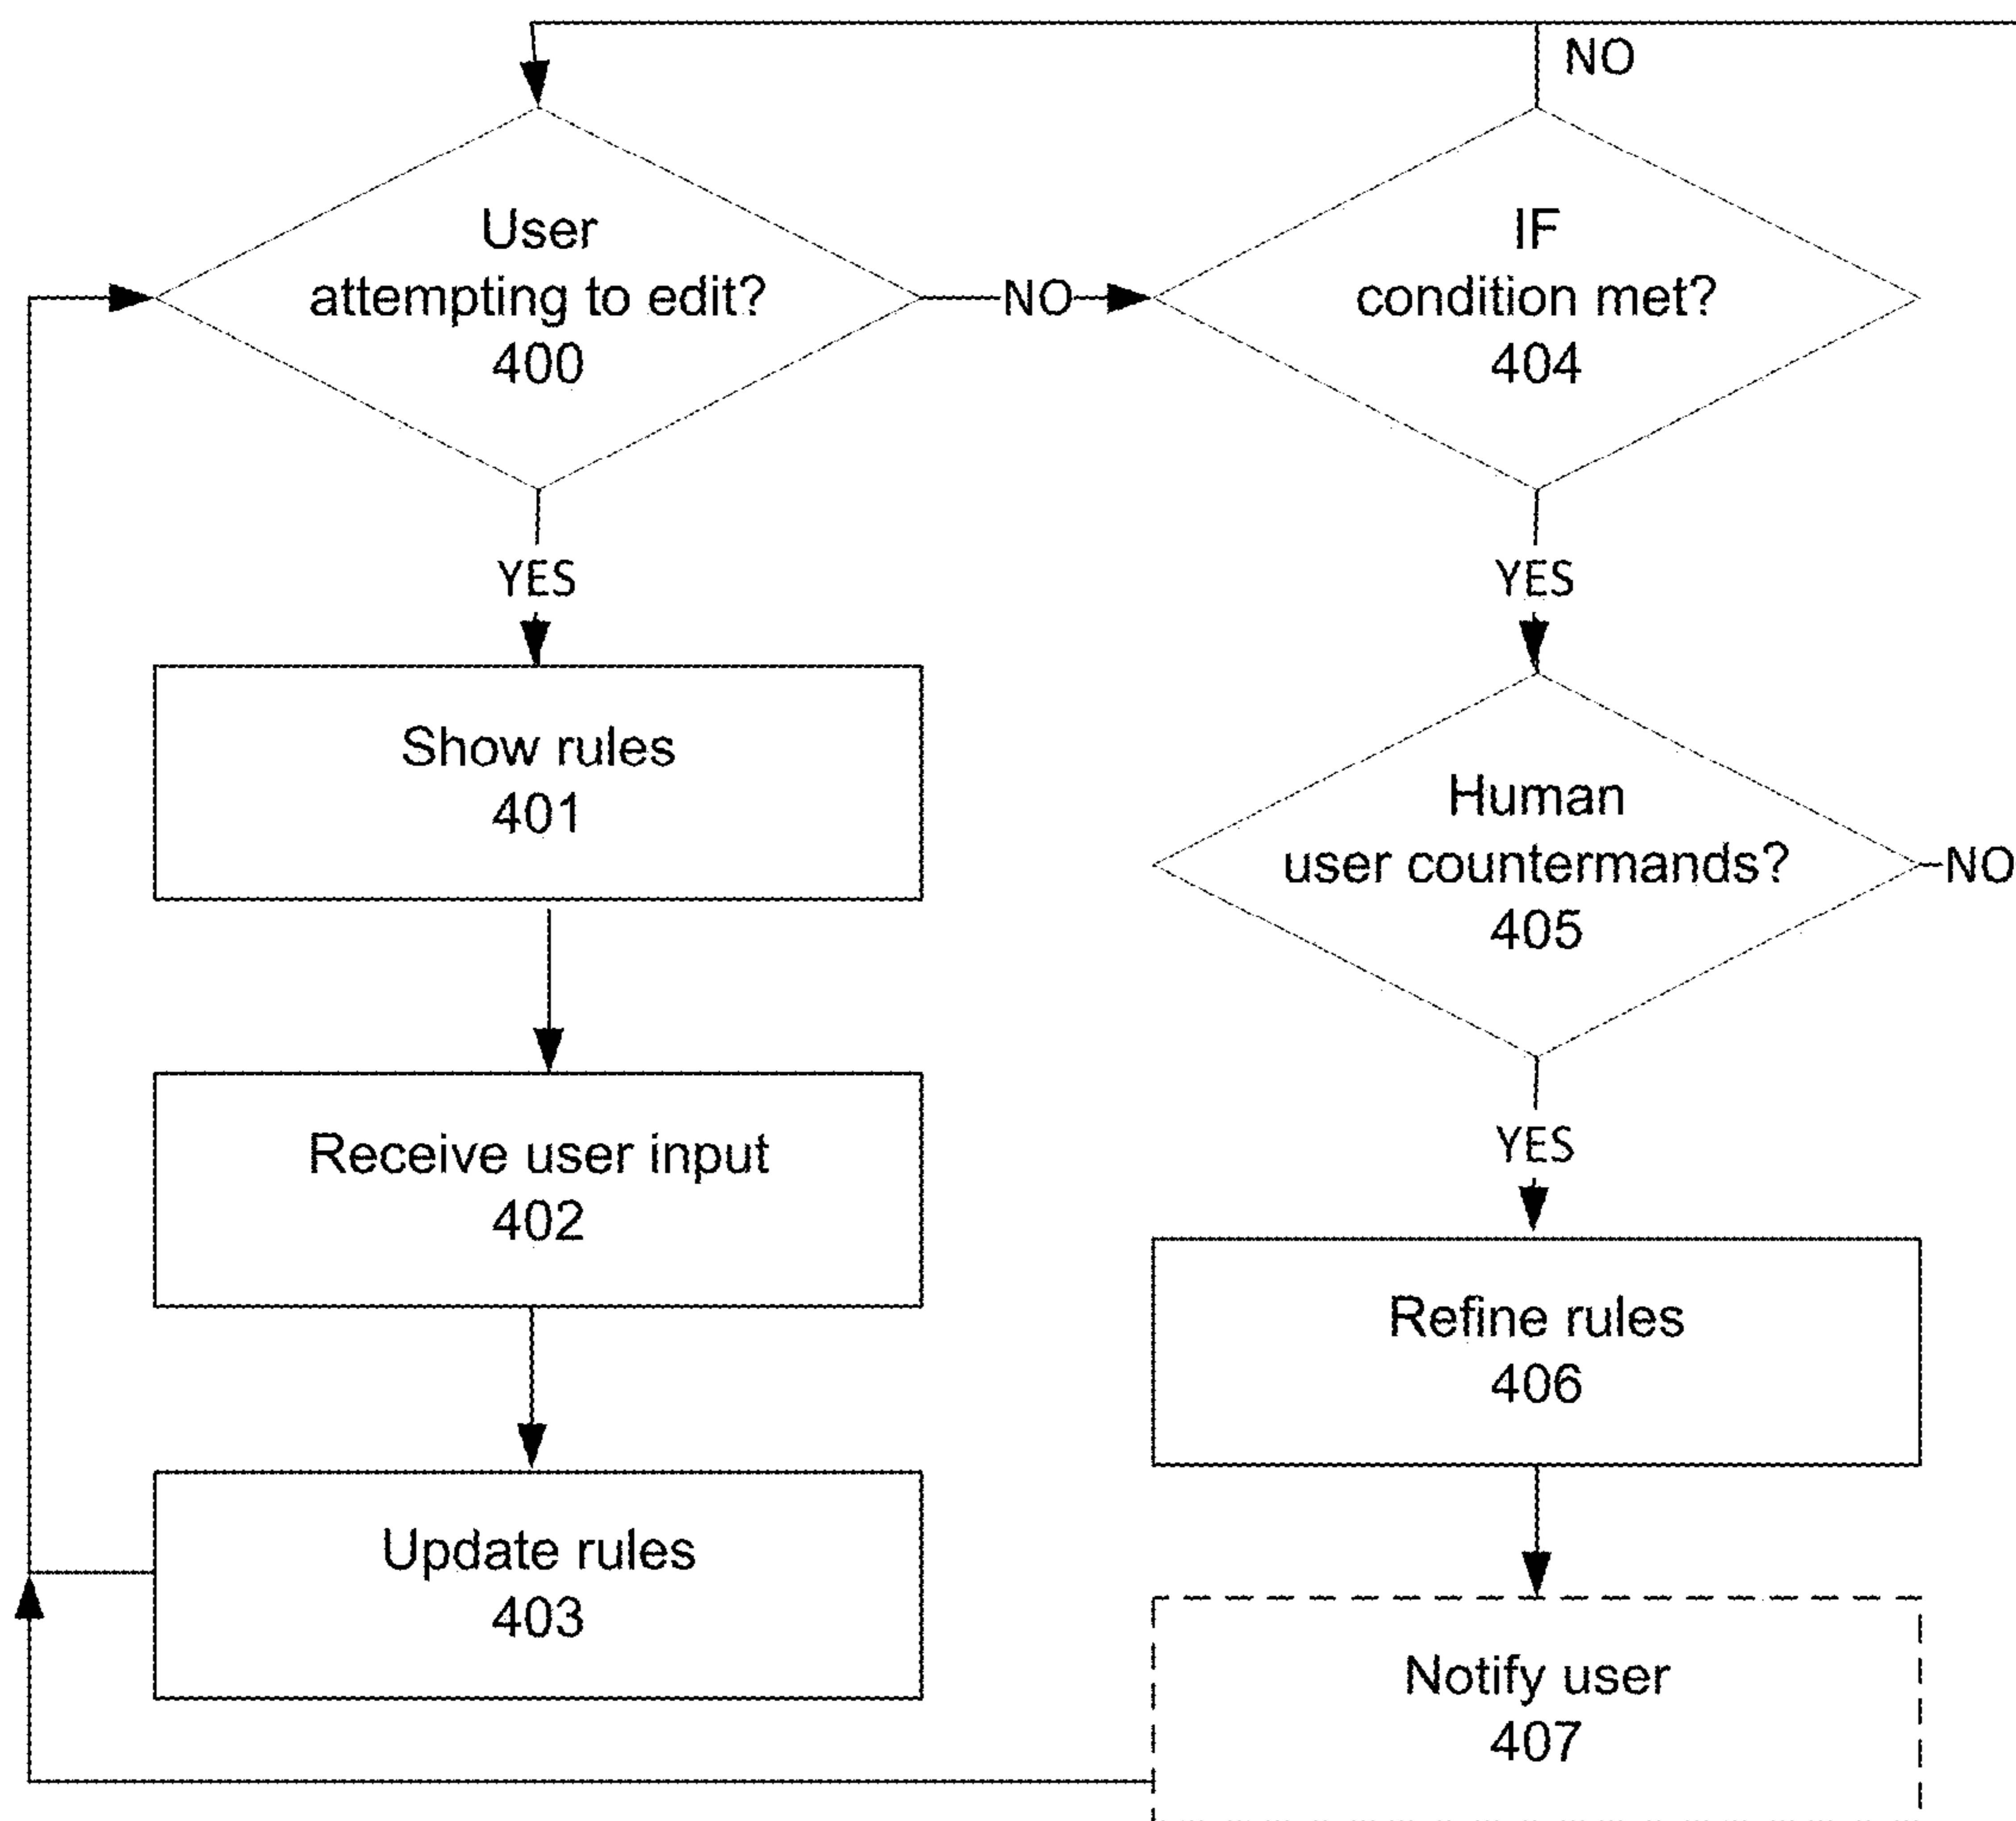 NO
User
attempting to edit?
400
NO
IF
condition met?
404
YES
YES
Show rules
401
Human
user countermands?
405
NO
Receive user input
402
YES
Refine rules
406
Update rules
403
Notify user
407